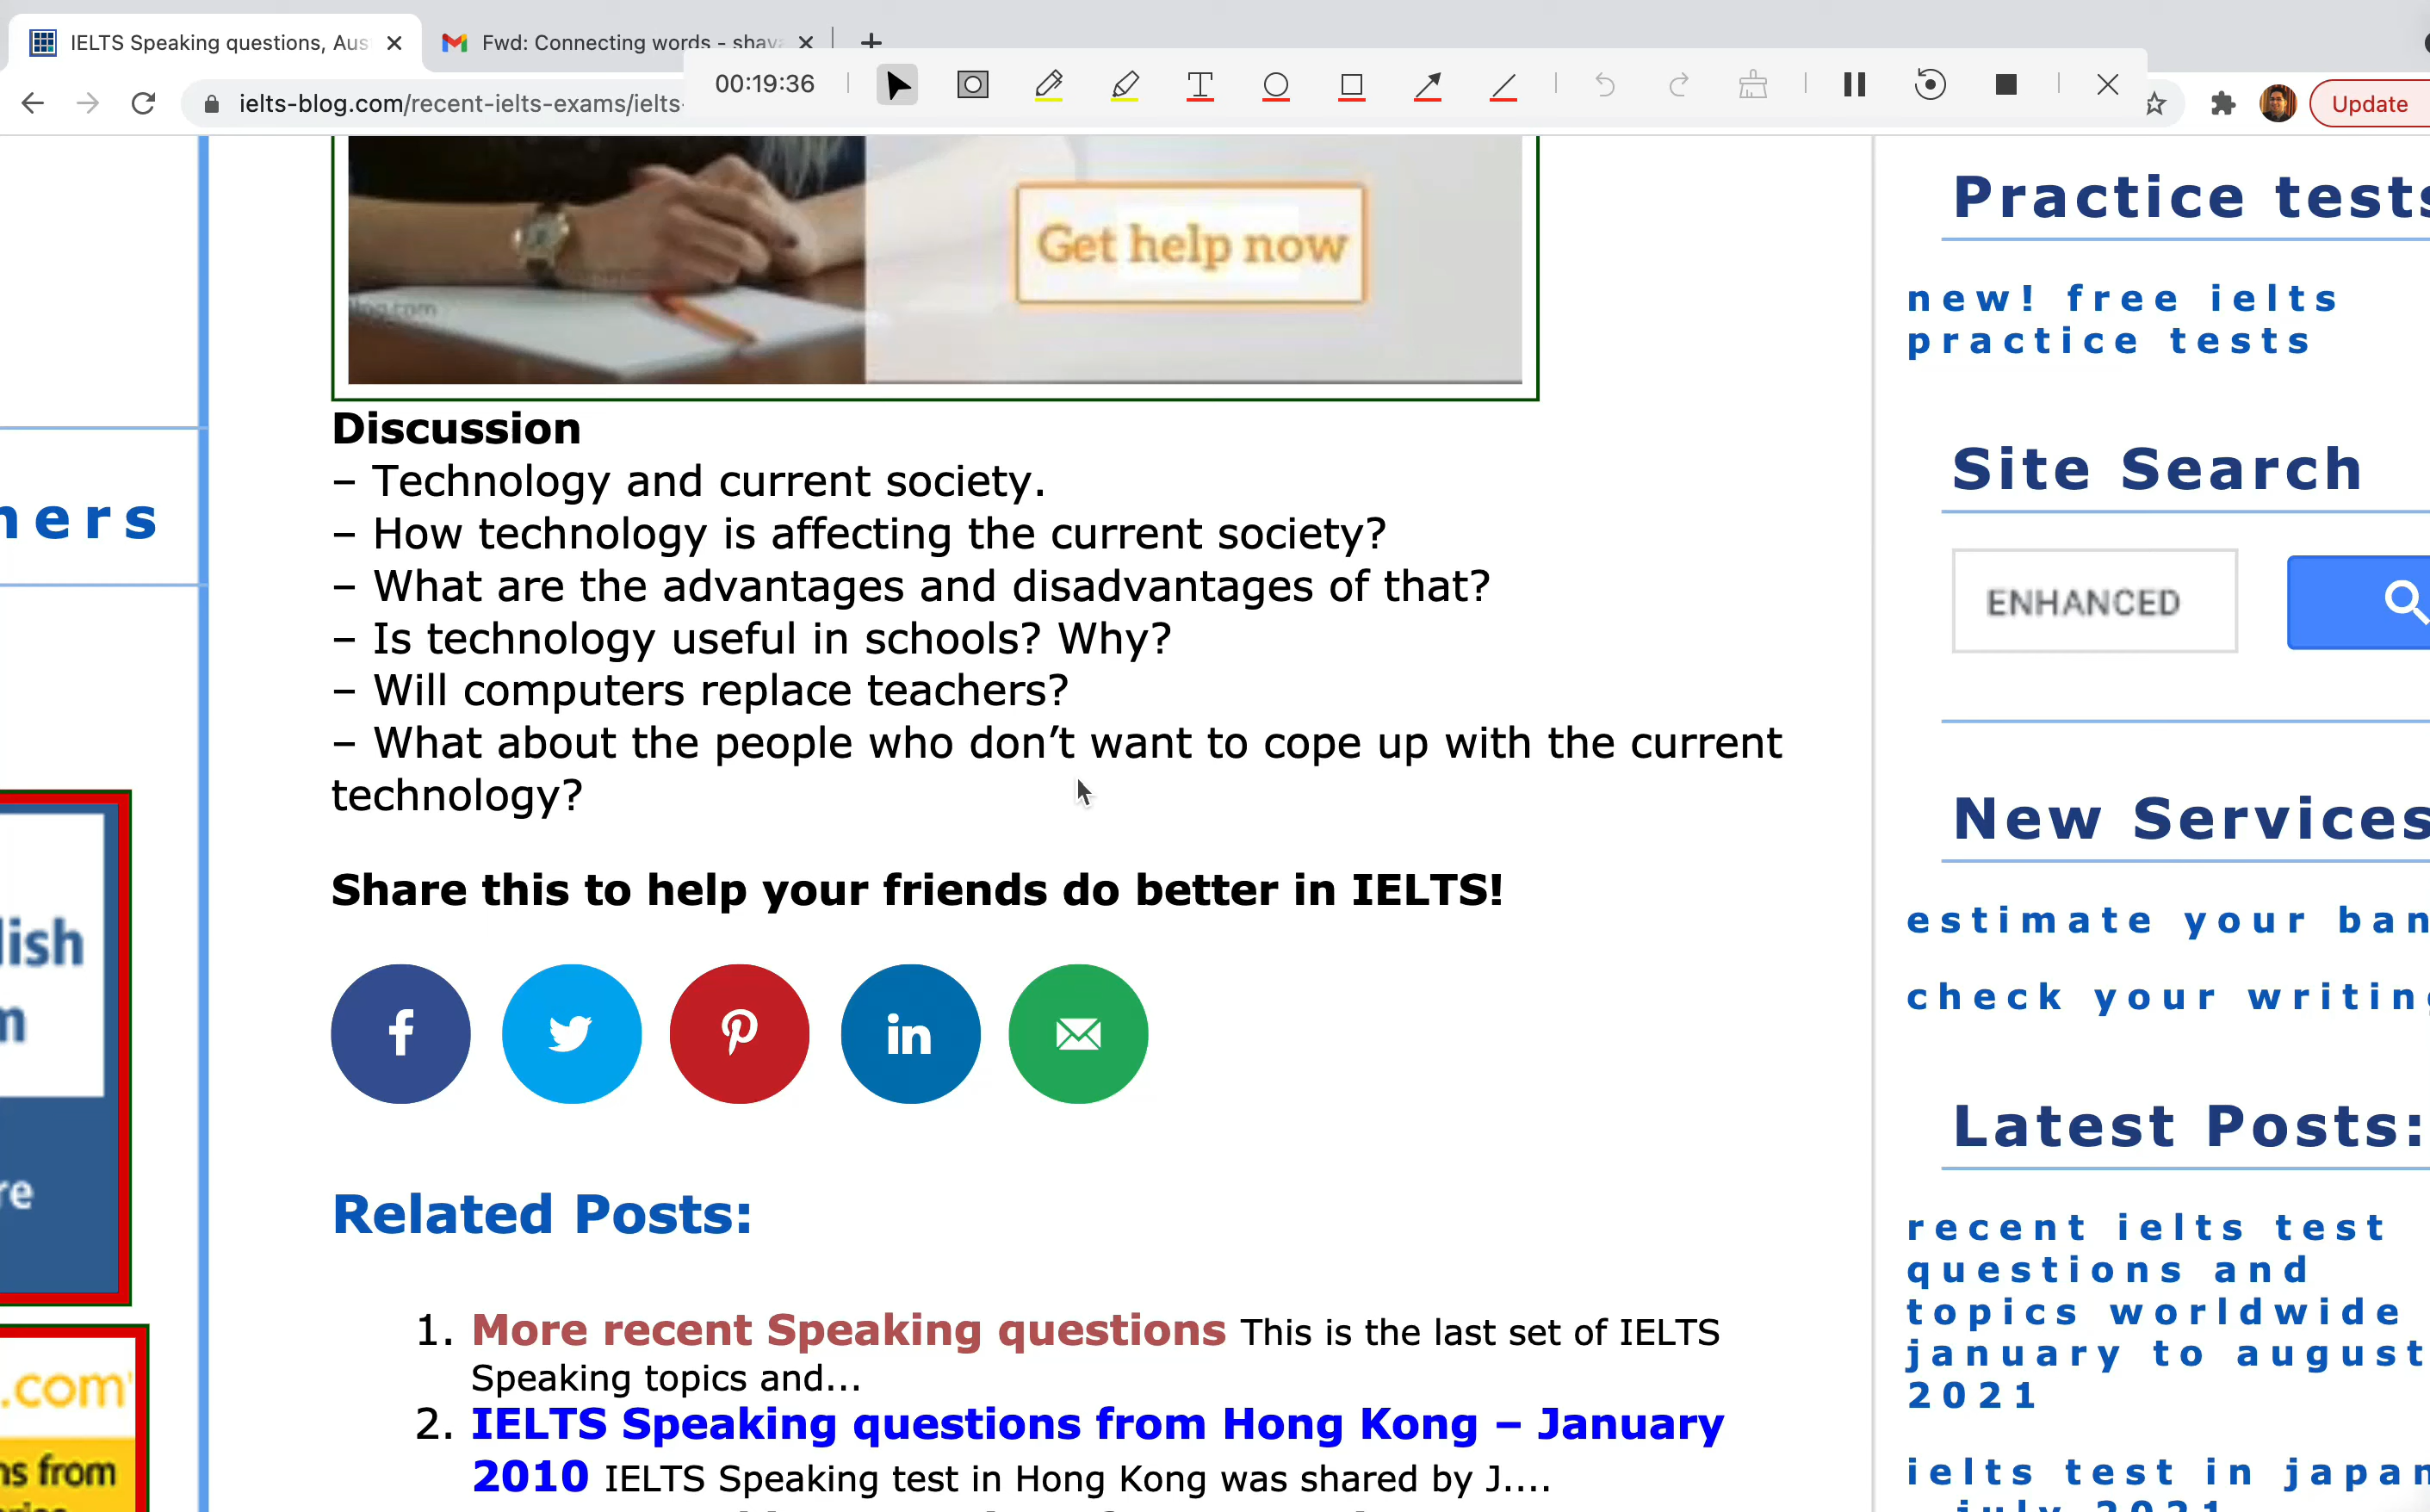 IELTS Speaking questions, Aus
Fwd: Connecting words - shava
00:19:36
ielts-blog.com/recent-ielts-exams/ielts-
Update
Get help now
Discussion
– Technology and current society.
– How technology is affecting the current society?
– What are the advantages and disadvantages of that?
– Is technology useful in schools? Why?
– Will computers replace teachers?
– What about the people who don’t want to cope up with the current
technology?
Share this to help your friends do better in IELTS!
Related Posts:
1. More recent Speaking questions This is the last set of IELTS
Speaking topics and...
2. IELTS Speaking questions from Hong Kong – January
2010 IELTS Speaking test in Hong Kong was shared by J....
Practice tests
new! free ielts
practice tests
Site Search
ENHANCED
New Services
estimate your ban
check your writing
Latest Posts:
recent ielts test
questions and
topics worldwide
january to august
2021
ielts test in japan
july 2021
ners
lish
m
re
.com
ns from